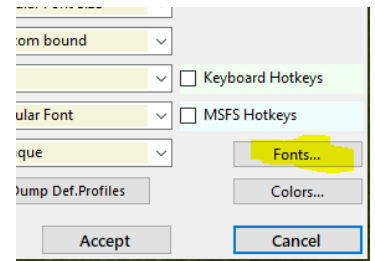 tom bound
Keyboard Hotkeys
ular Font
MSFS Hotkeys
que
Fonts...
Dump Def.Profiles
Colors...
Accept
Cancel